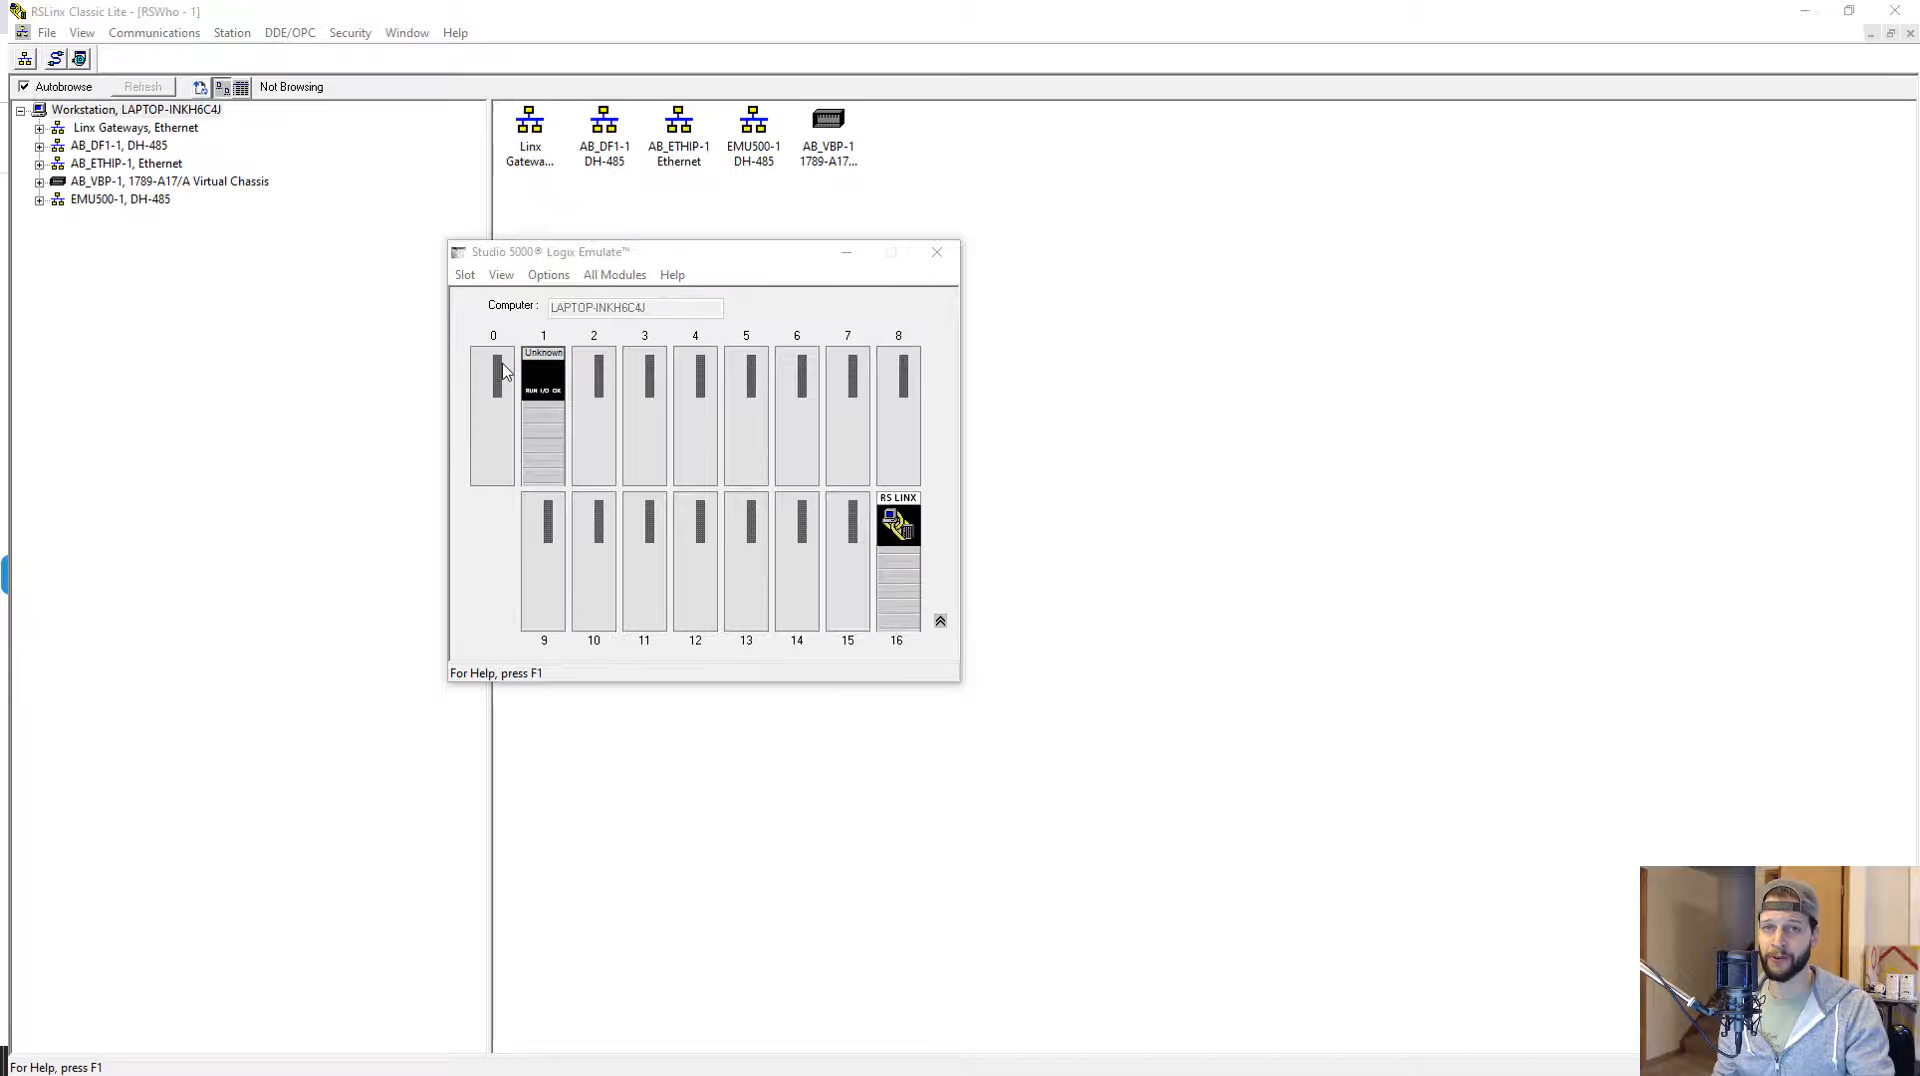 RSLinx Classic Lite - [RSWho - 1]
File View Communications Station DDE/OPC Security Window Help
Autobrowse Refresh Not Browsing
Workstation, LAPTOP-INKH6C4J
Linx Gateways, Ethernet
AB_DF1-1, DH-485
AB_ETHIP-1, Ethernet
AB_VBP-1, 1789-A17/A Virtual Chassis
EMU500-1, DH-485
Linx Gatewa...
AB_DF1-1 DH-485
AB_ETHIP-1 Ethernet
EMU500-1 DH-485
AB_VBP-1 1789-A17...
Studio 5000® Logix Emulate™
Slot View Options All Modules Help
Computer : LAPTOP-INKH6C4J
0 1 2 3 4 5 6 7 8
Unknown
RUN I/O OK
RS LINX
9 10 11 12 13 14 15 16
For Help, press F1
For Help, press F1